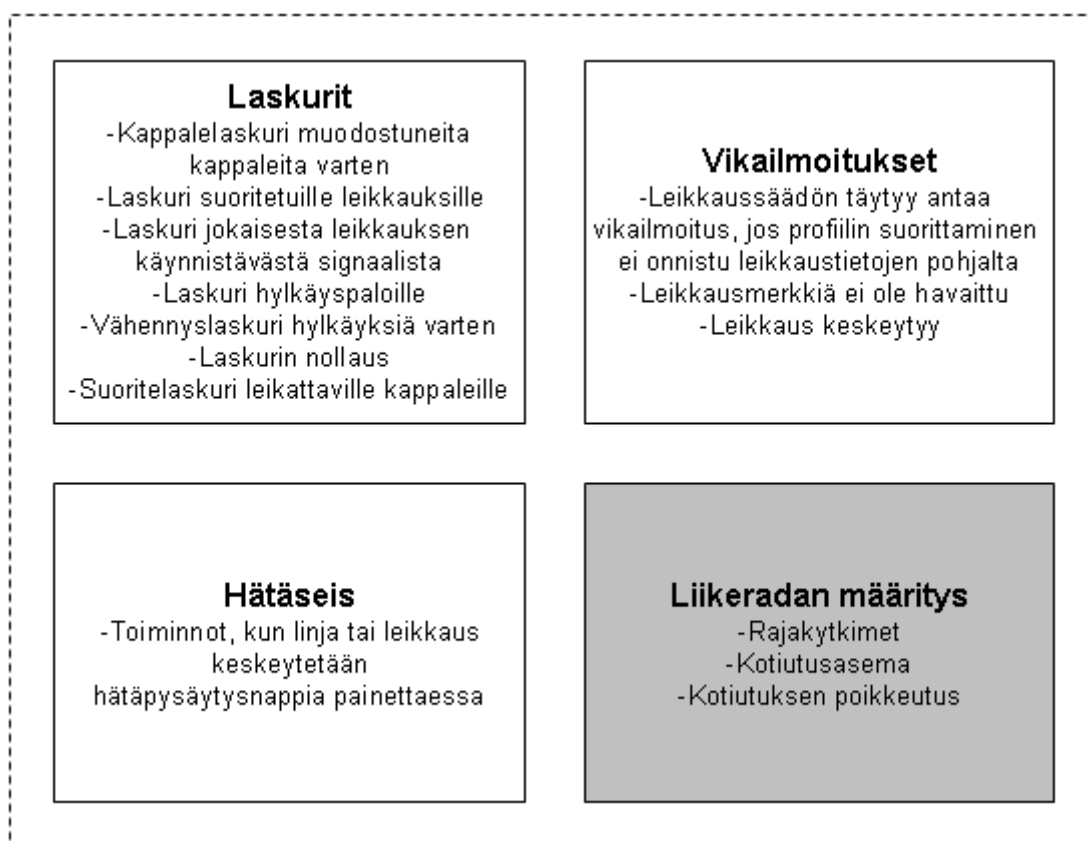 Laskurit
-Kappalelaskuri muodostuneita
kappaleita varten
-Laskuri suoritetuille leikkauksille
-Laskuri jokaisesta leikkauksen
käynnistävästä signaalista
-Laskuri hylkäyspaloille
-Vähennyslaskuri hylkäyksiä varten
-Laskurin nollaus
-Suoritelaskuri leikattaville kappaleille
Vikailmoitukset
-Leikkaussäädön täytyy antaa
vikailmoitus, jos profiilin suorittaminen
ei onnistu leikkaustietojen pohjalta
-Leikkausmerkkiä ei ole havaittu
-Leikkaus keskeytyy
Hätäseis
-Toiminnot, kun linja tai leikkaus
keskeytetään
hätäpysäytysnappia painettaessa
Liikeradan määritys
-Rajakytkimet
-Kotiutusasema
-Kotiutuksen poikkeutus